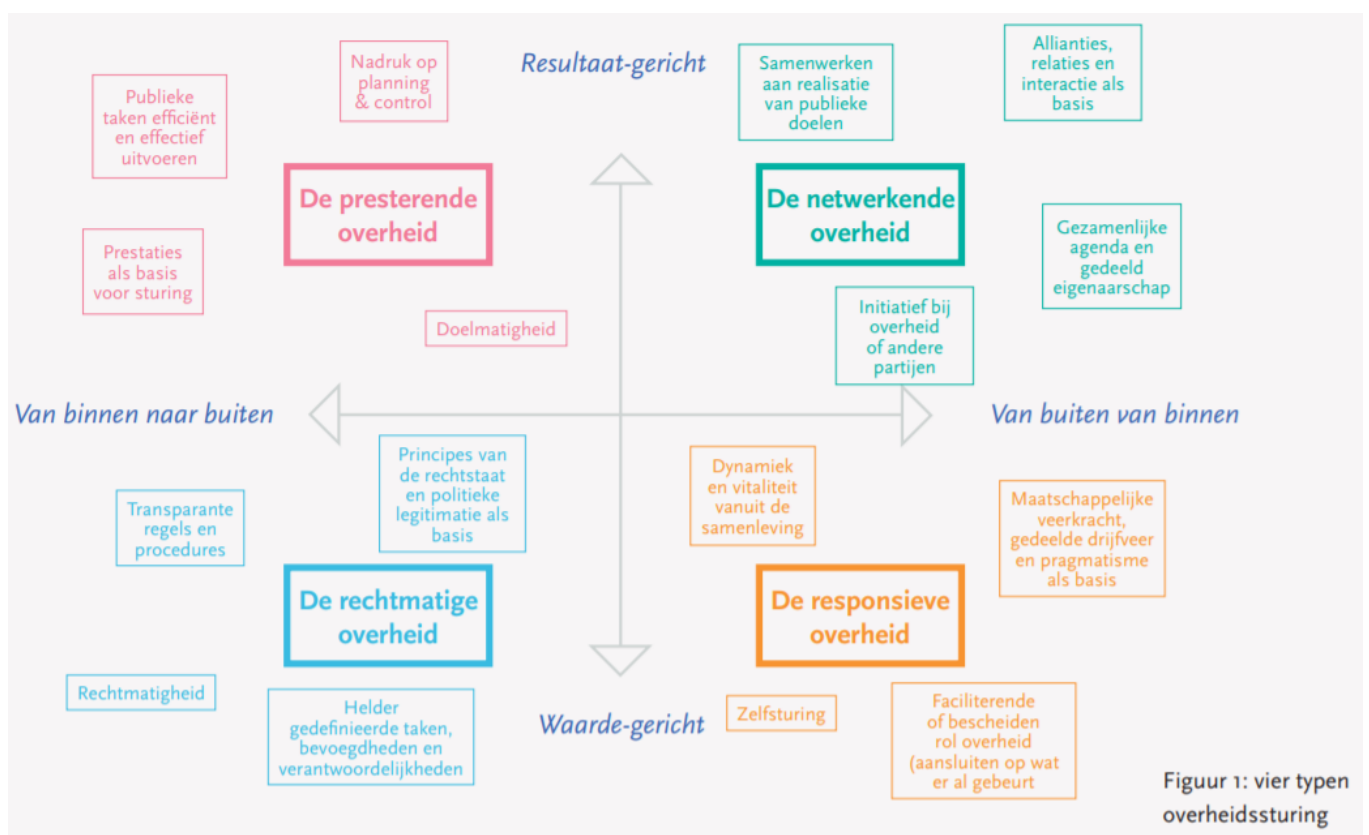 Resultaat-gericht
Nadruk op
planning
& control
Publieke
taken efficiënt
en effectief
uitvoeren
De presterende
overheid
Prestaties
als basis
voor sturing
Doelmatigheid
Samenwerken
aan realisatie
van publieke
doelen
Allianties,
relaties en
interactie als
basis
De netwerkende
overheid
Gezamenlijke
agenda en
gedeeld
eigenaarschap
Initiatief bij
overheid
of andere
partijen
Van binnen naar buiten
Van buiten van binnen
Principes van
de rechtstaat
en politieke
legitimatie als
basis
Transparante
regels en
procedures
De rechtmatige
overheid
Rechtmatigheid
Helder
gedefinieerde taken,
bevoegdheden en
verantwoordelijkheden
Dynamiek
en vitaliteit
vanuit de
samenleving
Maatschappelijke
veerkracht,
gedeelde drijfveer
en pragmatisme
als basis
De responsieve
overheid
Zelfsturing
Faciliterende
of bescheiden
rol overheid
(aansluiten op wat
er al gebeurt
Waarde-gericht
Figuur 1: vier typen
overheidssturing